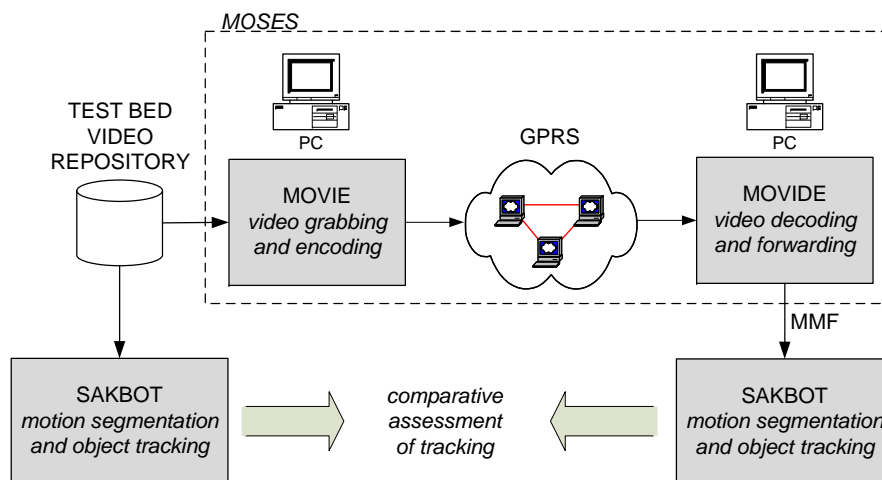 MOSES
TEST BED
VIDEO
REPOSITORY
PC
GPRS
PC
MOVIE
video grabbing
and encoding
MOVIDE
video decoding
and forwarding
MMF
SAKBOT
motion segmentation
and object tracking
comparative
assessment
of tracking
SAKBOT
motion segmentation
and object tracking